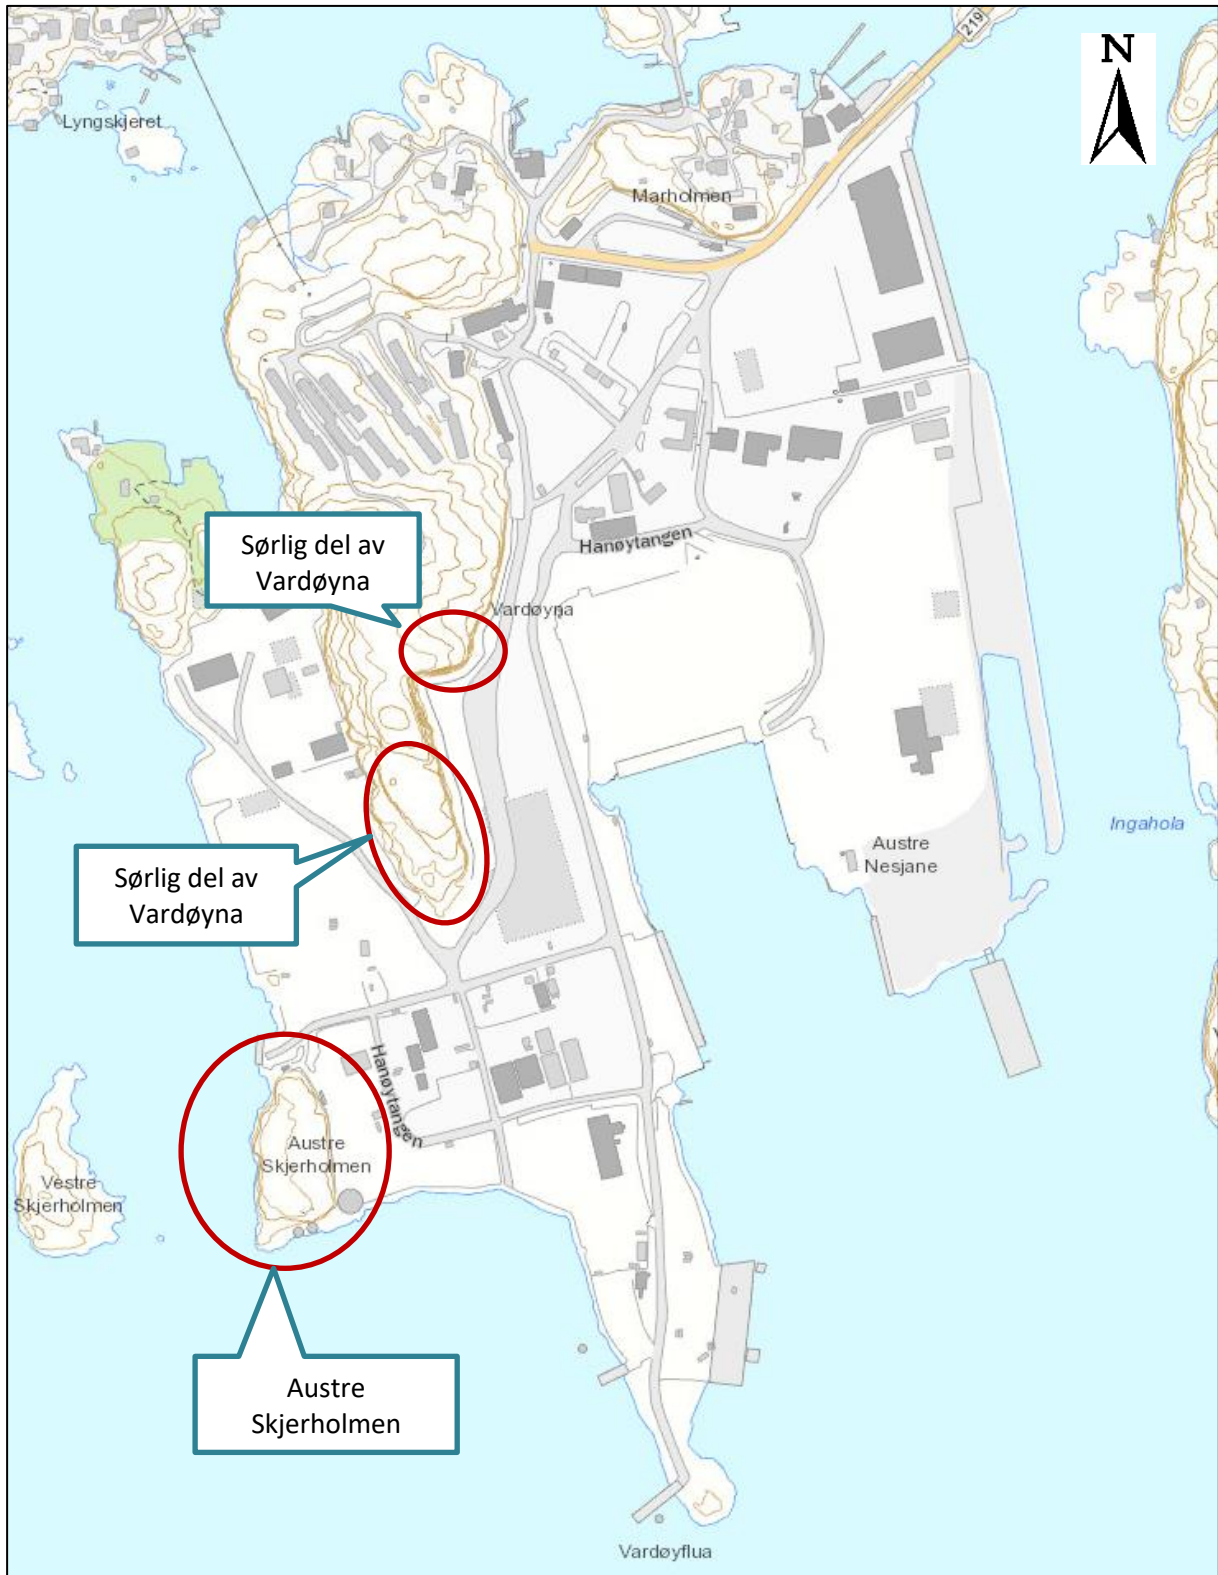 219
N
Lyngskjeret
Marholmen
Sørlig del av
Vardøyna
Hanøytangen
Vardøyna
Ingahola
Austre
Nesjane
Sørlig del av
Vardøyna
Hanøytangen
Austre
Skjerholmen
Vestre
Skjerholmen
Austre
Skjerholmen
Vardøyflua